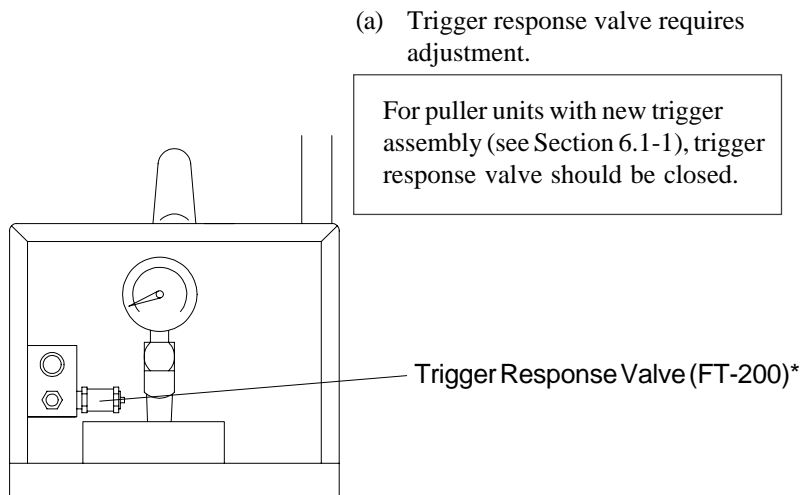 (a) Trigger response valve requires
adjustment.
For puller units with new trigger
assembly (see Section 6.1-1), trigger
response valve should be closed.
Trigger Response Valve (FT-200)*